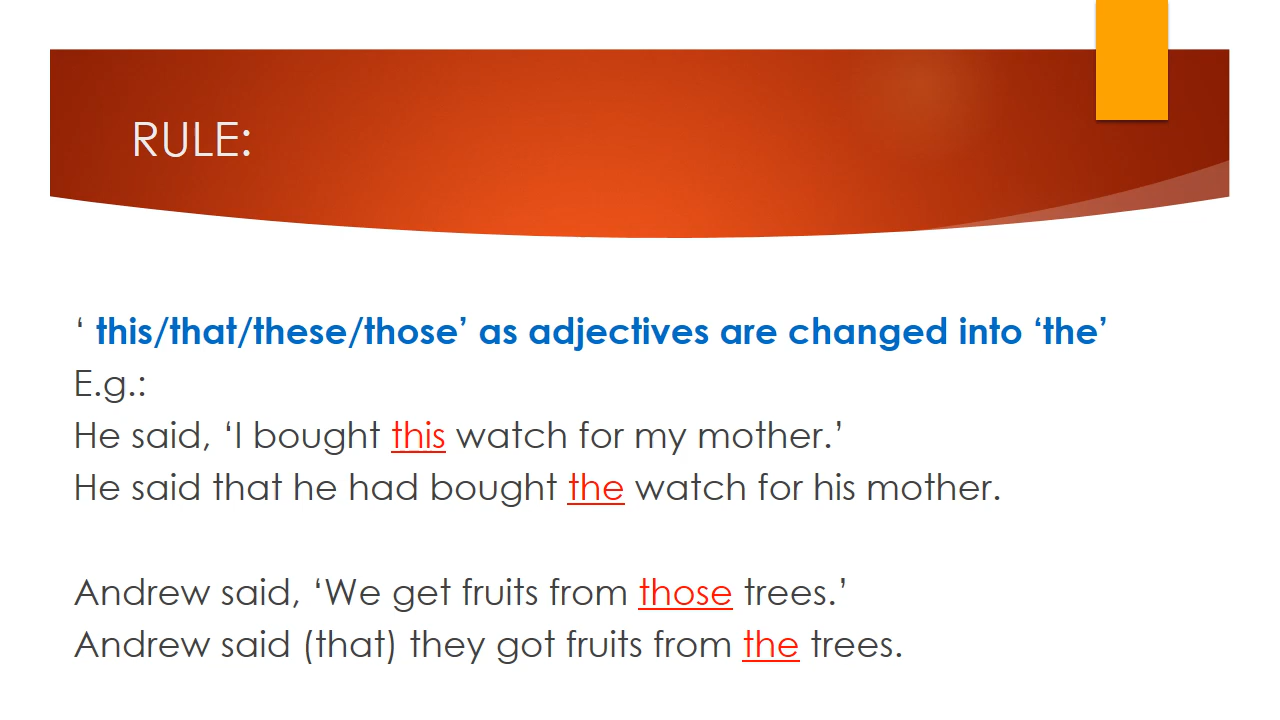 RULE:
‘ this/that/these/those’ as adjectives are changed into ‘the’
E.g.:
He said, ‘I bought this watch for my mother.’
He said that he had bought the watch for his mother.
Andrew said, ‘We get fruits from those trees.’
Andrew said (that) they got fruits from the trees.